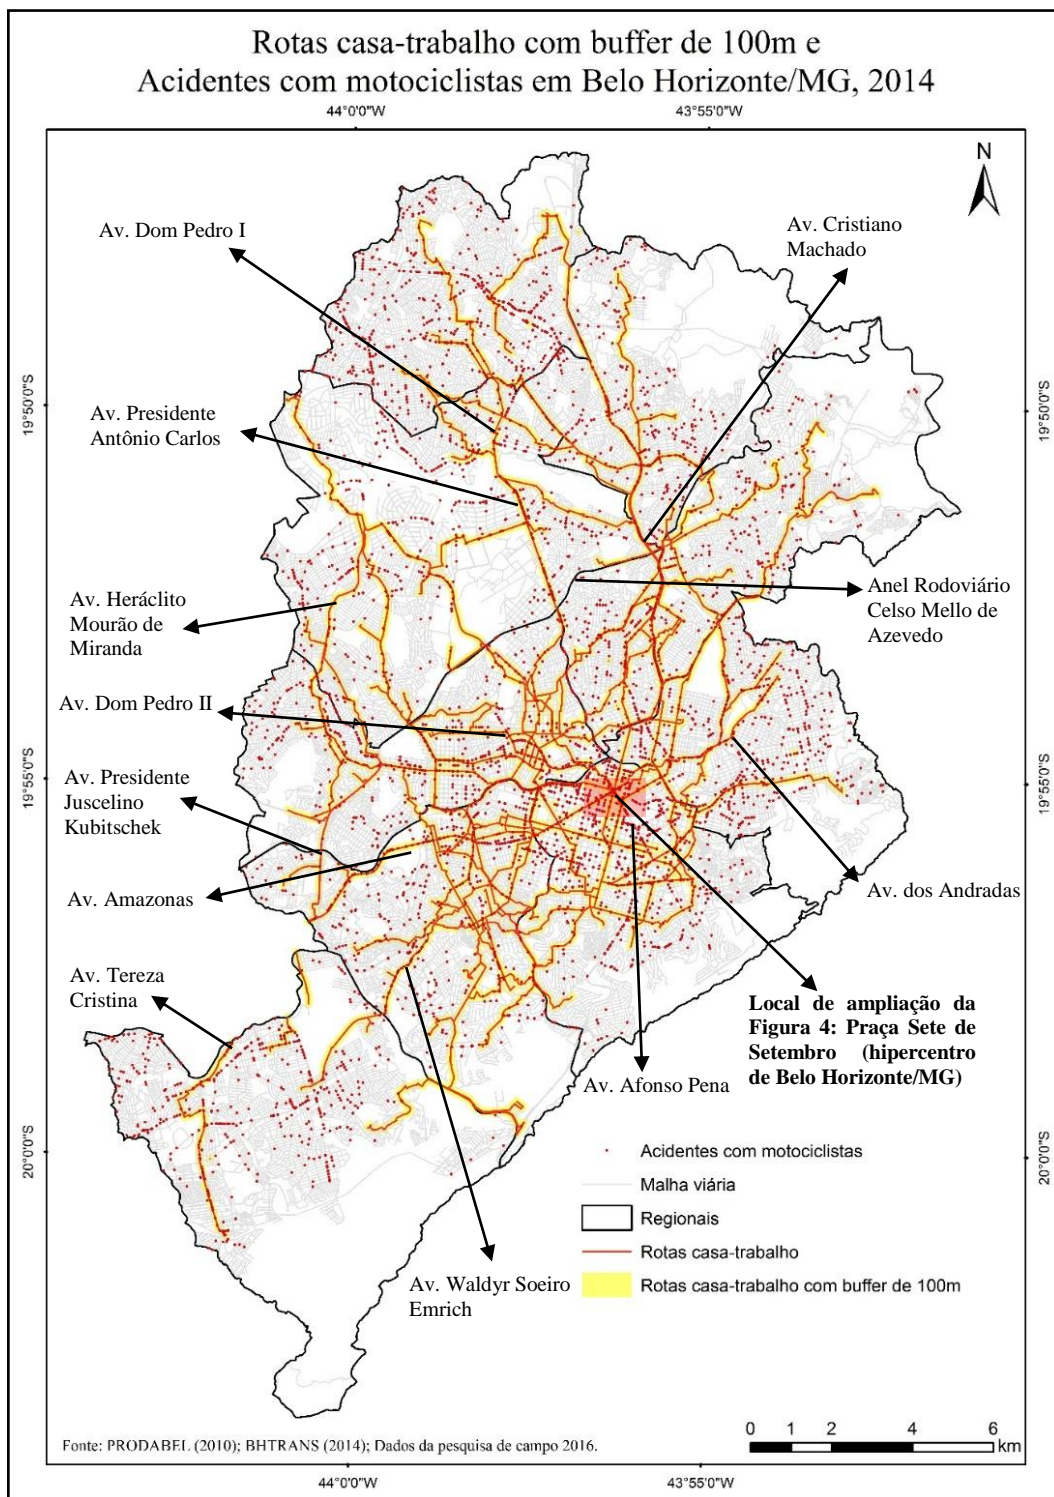 Rotas casa-trabalho com buffer de 100m e
Acidentes com motociclistas em Belo Horizonte/MG, 2014
44°0'0"W
43°55'0"W
N
Av. Dom Pedro I
Av. Cristiano
Machado
19°50'0"S
19°50'0"S
Av. Presidente
Antônio Carlos
Anel Rodoviário
Celso Mello de
Azevedo
Av. Heráclito
Mourão de
Miranda
Av. Dom Pedro II
19°55'0"S
19°55'0"S
Av. Presidente
Juscelino
Kubitschek
Av. Amazonas
Av. dos Andradas
Av. Tereza
Cristina
Local de ampliação da
Figura 4: Praça Sete de
Setembro (hipercentro
de Belo Horizonte/MG)
Av. Afonso Pena
20°0'0"S
20°0'0"S
Acidentes com motociclistas
Malha viária
Regionais
Rotas casa-trabalho
Rotas casa-trabalho com buffer de 100m
Av. Waldyr Soeiro
Emrich
0 1 2 4 6
km
Fonte: PRODABEL (2010); BHTRANS (2014); Dados da pesquisa de campo 2016.
44°0'0"W
43°55'0"W